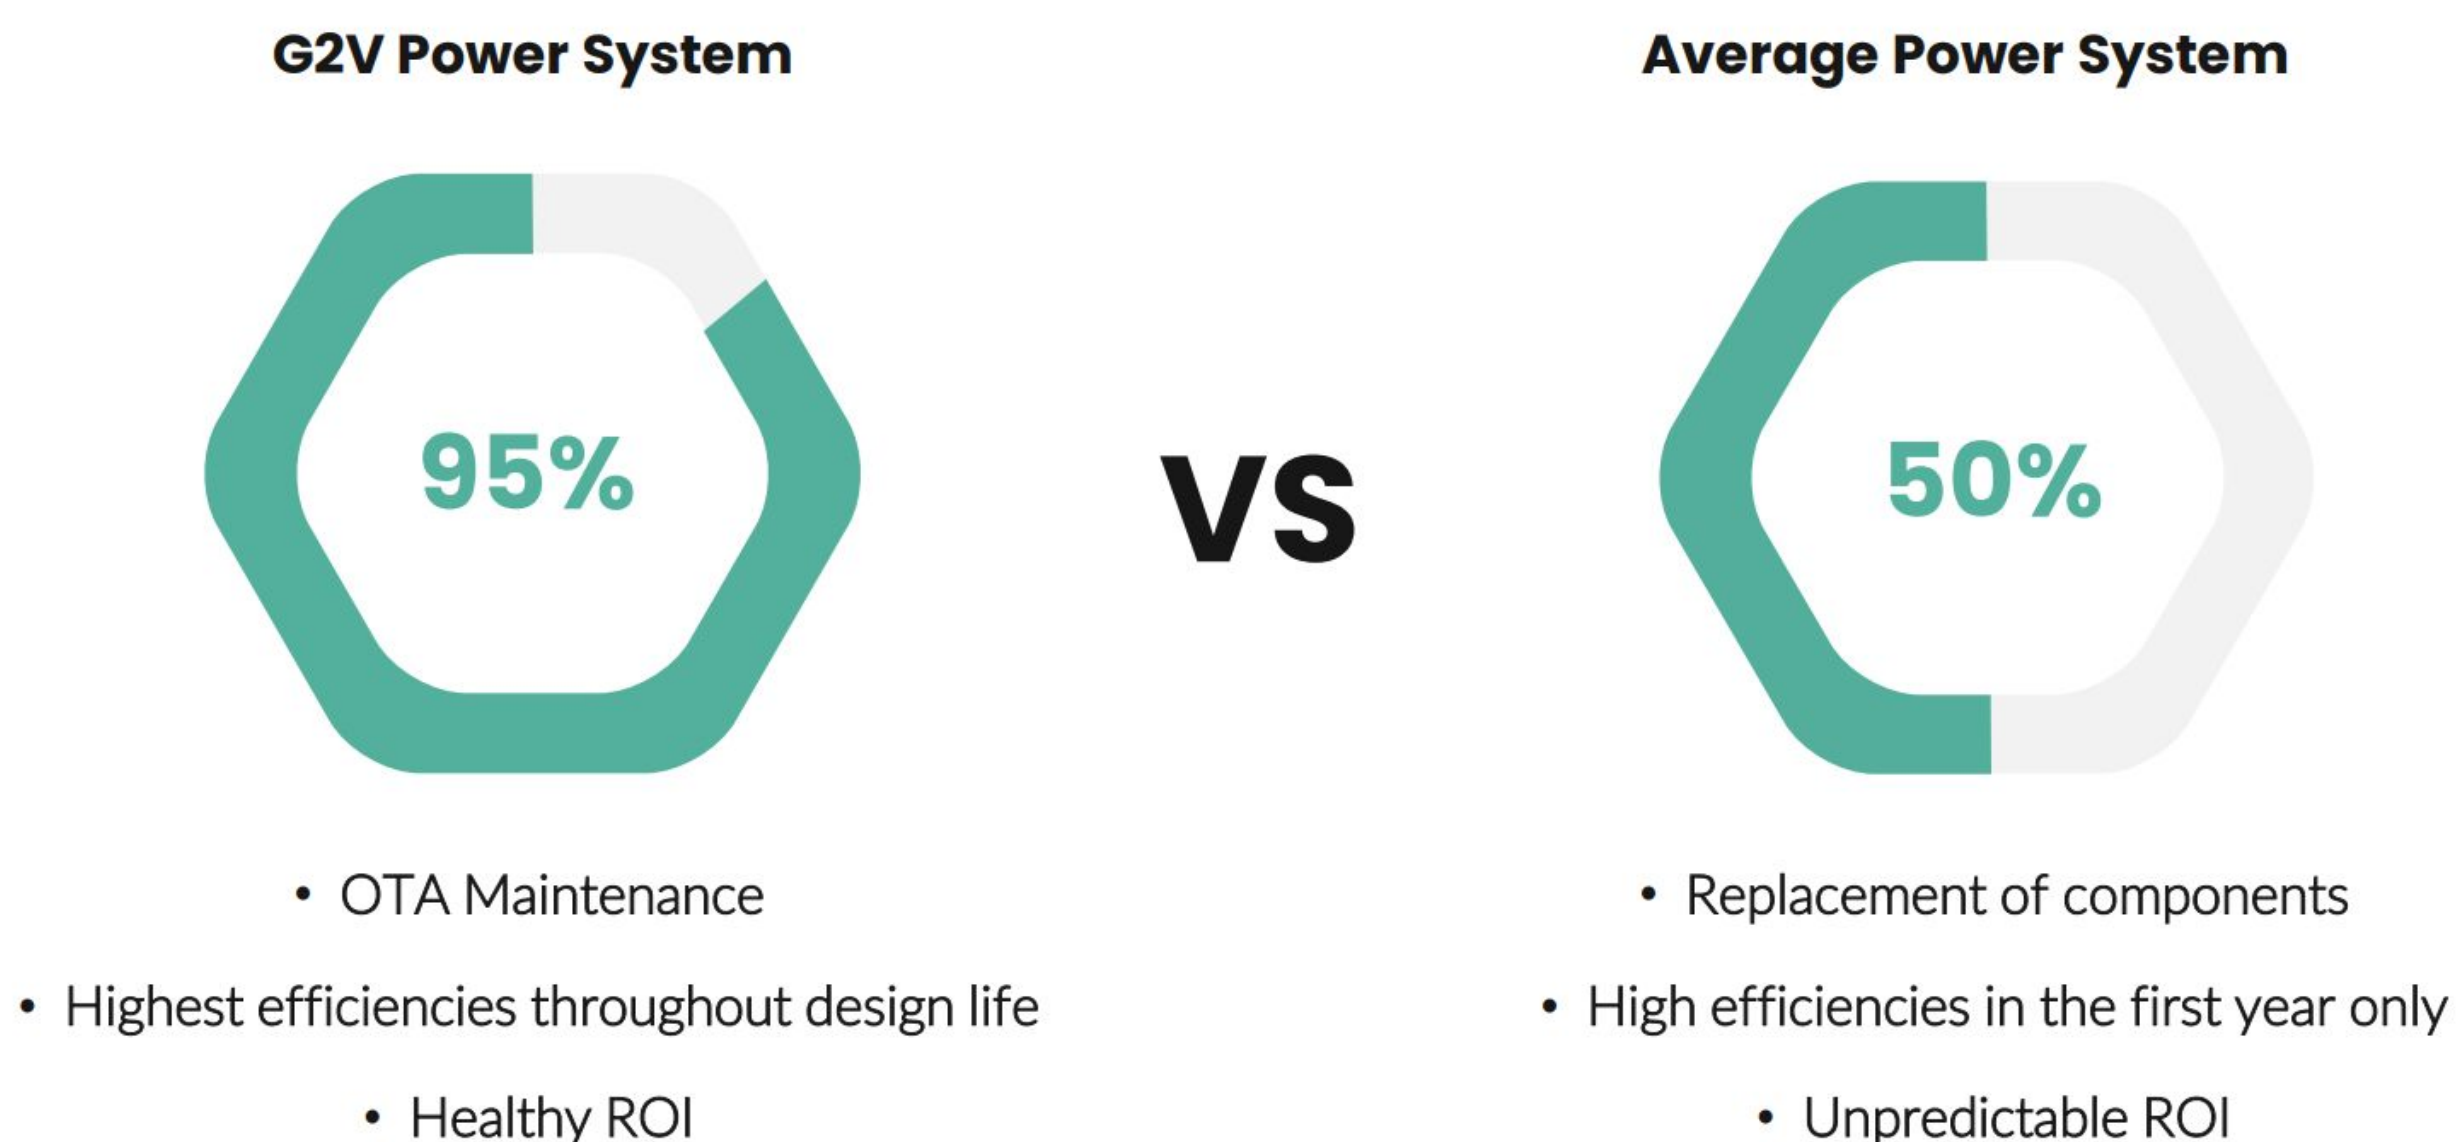 G2V Power System
95%
• OTA Maintenance
• Highest efficiencies throughout design life
• Healthy ROI
VS
Average Power System
50%
• Replacement of components
• High efficiencies in the first year only
• Unpredictable ROI